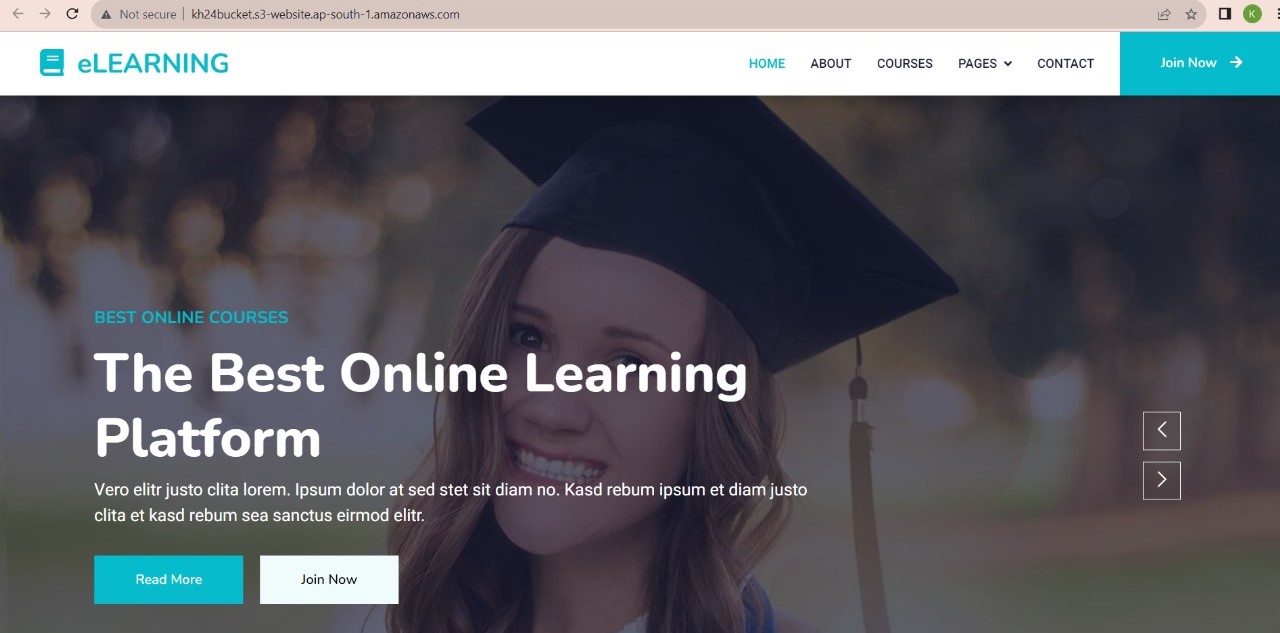 Not secure | kh24bucket.s3-website.ap-south-1.amazonaws.com
K
eLEARNING
HOME ABOUT COURSES PAGES CONTACT Join Now
BEST ONLINE COURSES
The Best Online Learning
Platform
Vero elitr justo clita lorem. Ipsum dolor at sed stet sit diam no. Kasd rebum ipsum et diam justo
clita et kasd rebum sea sanctus eirmod elitr.
Read More Join Now